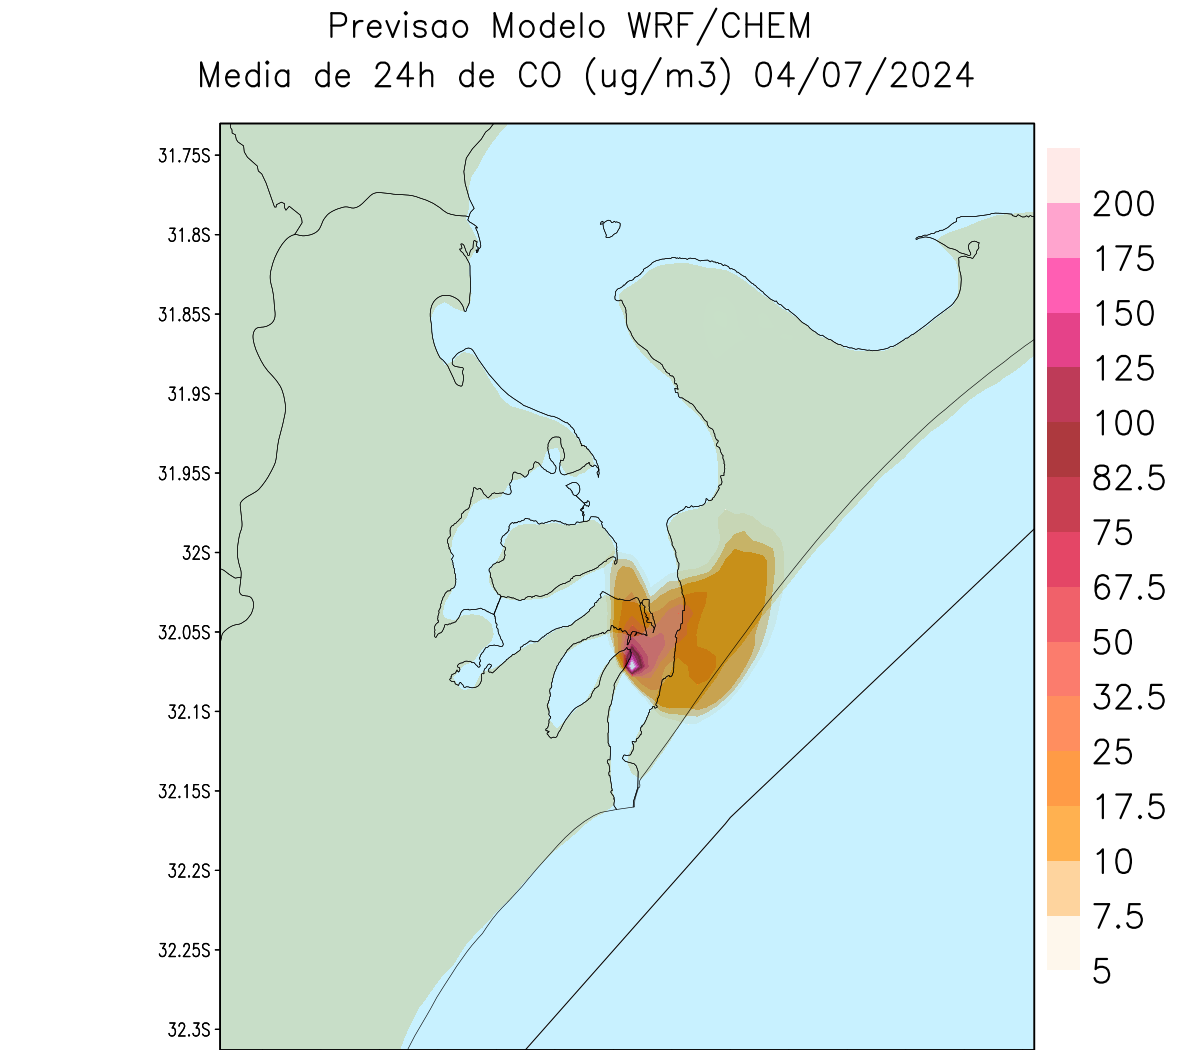 Previsao Modelo WRF/CHEM
Media de 24h de CO (ug/m3) 04/07/2024
31.75S
31.8S
31.85S
31.9S
31.95S
32S
32.05S
32.1S
32.15S
32.2S
32.25S
32.3S
200
175
150
125
100
82.5
75
67.5
50
32.5
25
17.5
10
7.5
5